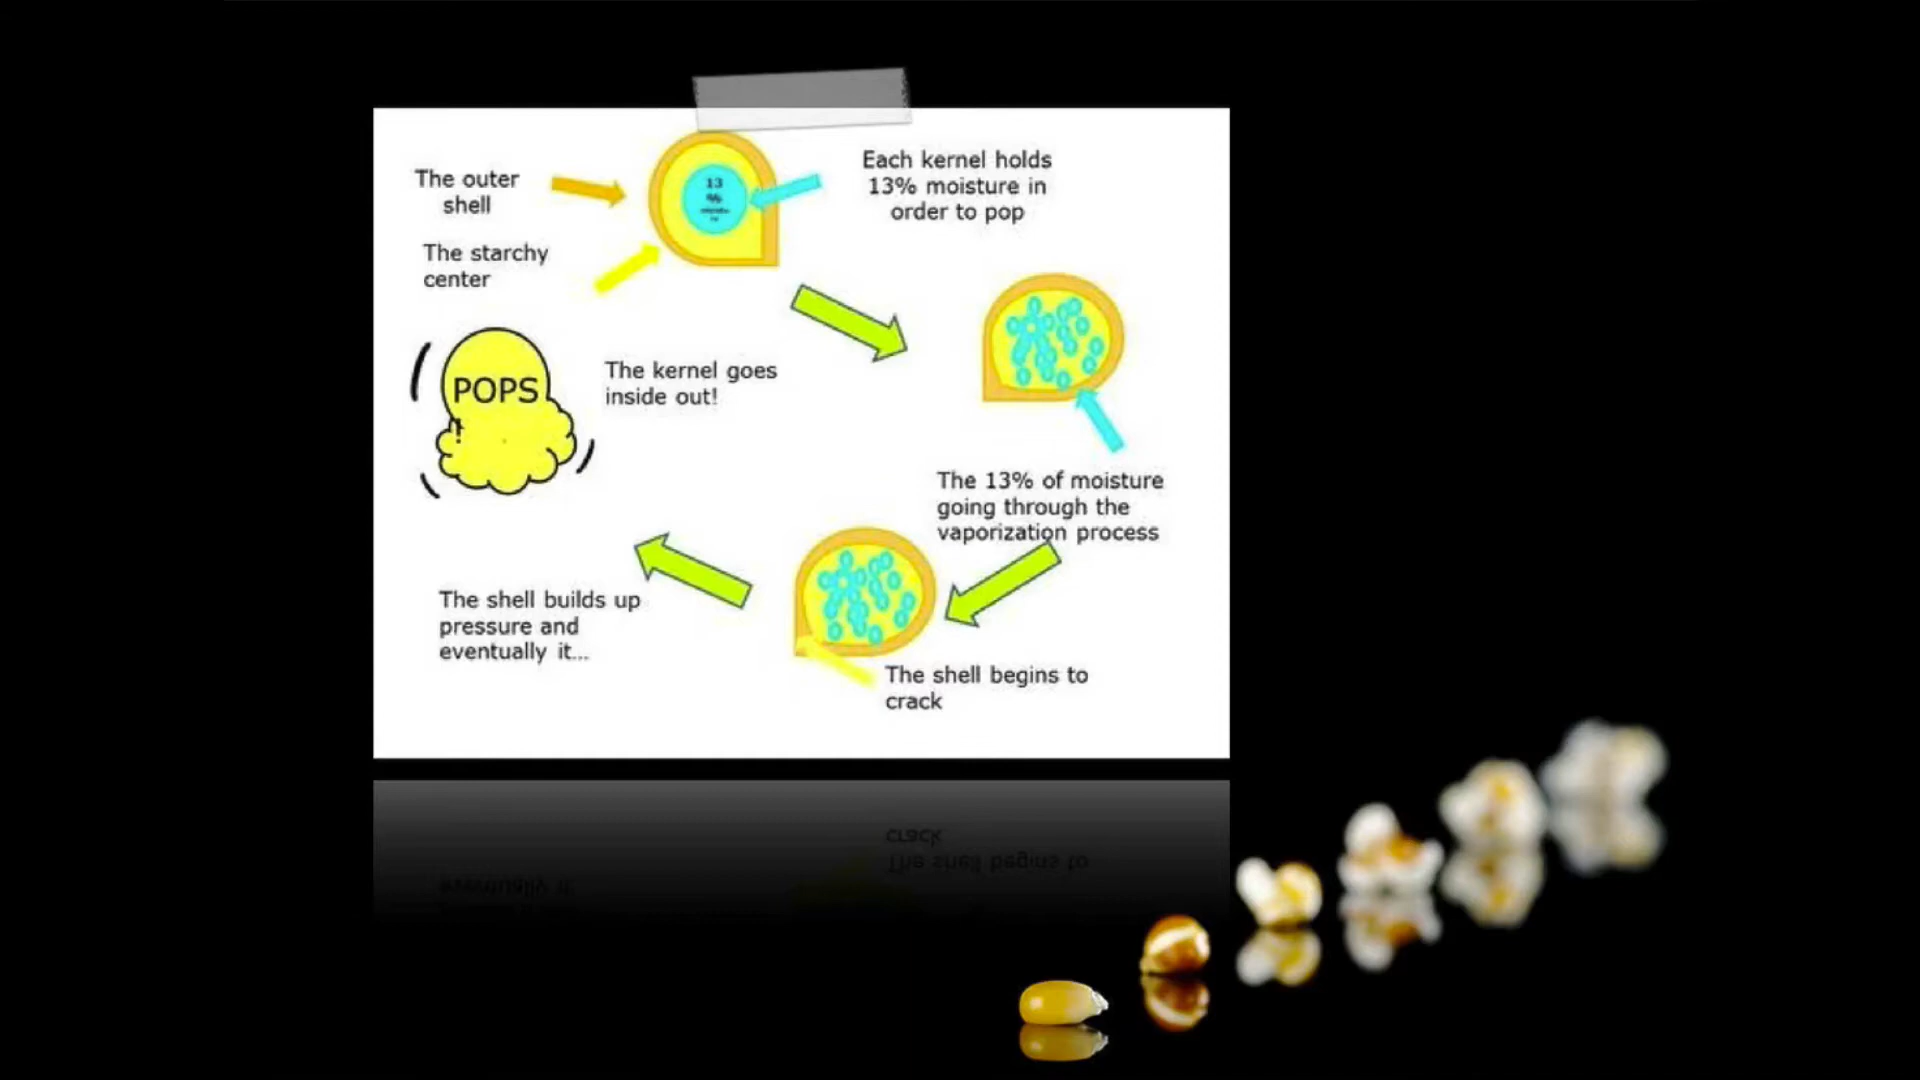 The outer
shell
Each kernel holds
13% moisture in
order to pop
13
%
The starchy
center
The kernel goes
inside out!
POPS
!
The 13% of moisture
going through the
vaporization process
The shell builds up
pressure and
eventually it...
The shell begins to
crack